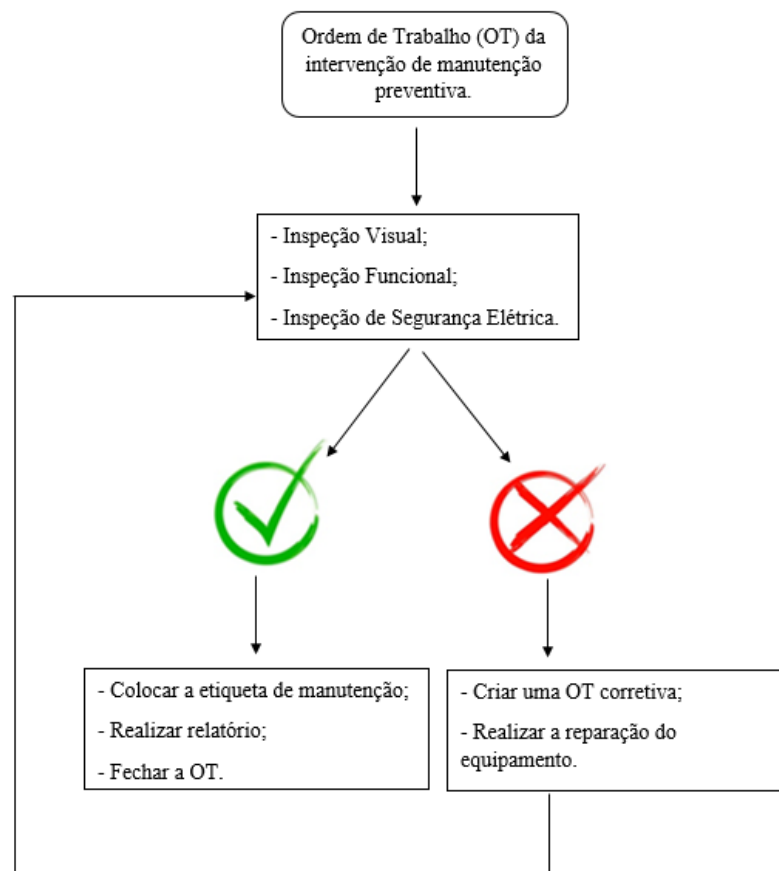 Ordem de Trabalho (OT) da
intervenção de manutenção
preventiva.
- Inspeção Visual;
- Inspeção Funcional;
- Inspeção de Segurança Elétrica.
- Colocar a etiqueta de manutenção;
- Realizar relatório;
- Fechar a OT.
- Criar uma OT corretiva;
- Realizar a reparação do
equipamento.